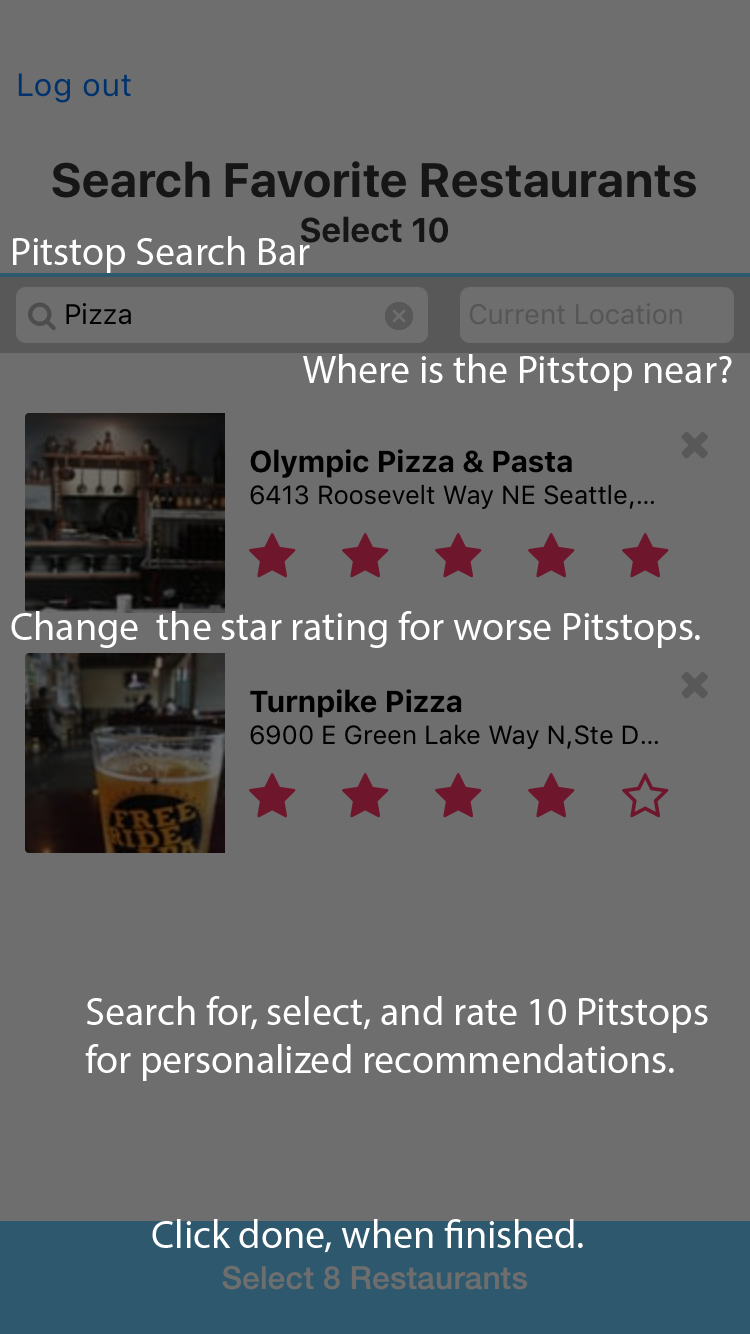 Log out
Search Favorite Restaurants
Select 10
Pitstop Search Bar
Pizza
Current Location
Where is the Pitstop near?
Olympic Pizza & Pasta
6413 Roosevelt Way NE Seattle,...
Change  the star rating for worse Pitstops.
Turnpike Pizza
6900 E Green Lake Way N,Ste D...
FREE
RIDE
Search for, select, and rate 10 Pitstops
for personalized recommendations.
Click done, when finished.
Select 8 Restaurants